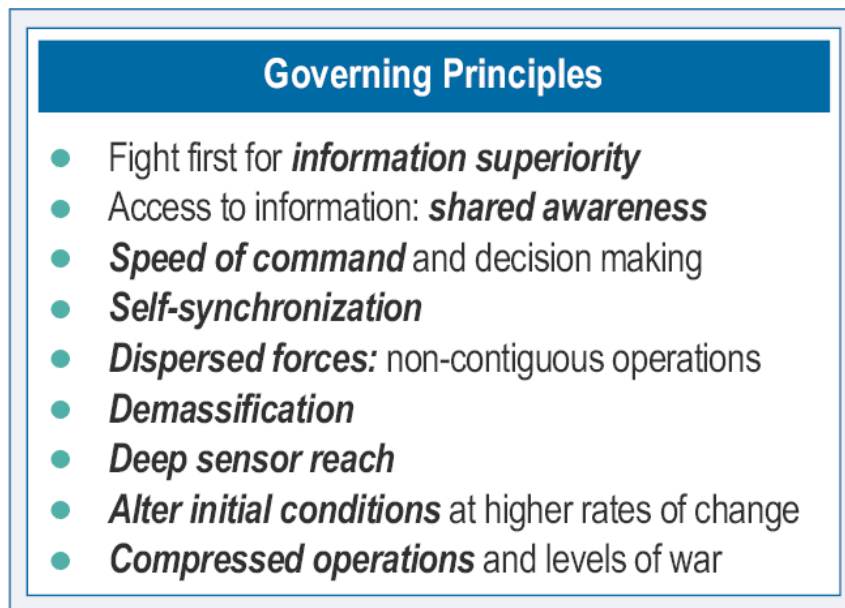 Governing Principles
● Fight first for information superiority
● Access to information: shared awareness
● Speed of command and decision making
● Self-synchronization
● Dispersed forces: non-contiguous operations
● Demassification
● Deep sensor reach
● Alter initial conditions at higher rates of change
● Compressed operations and levels of war